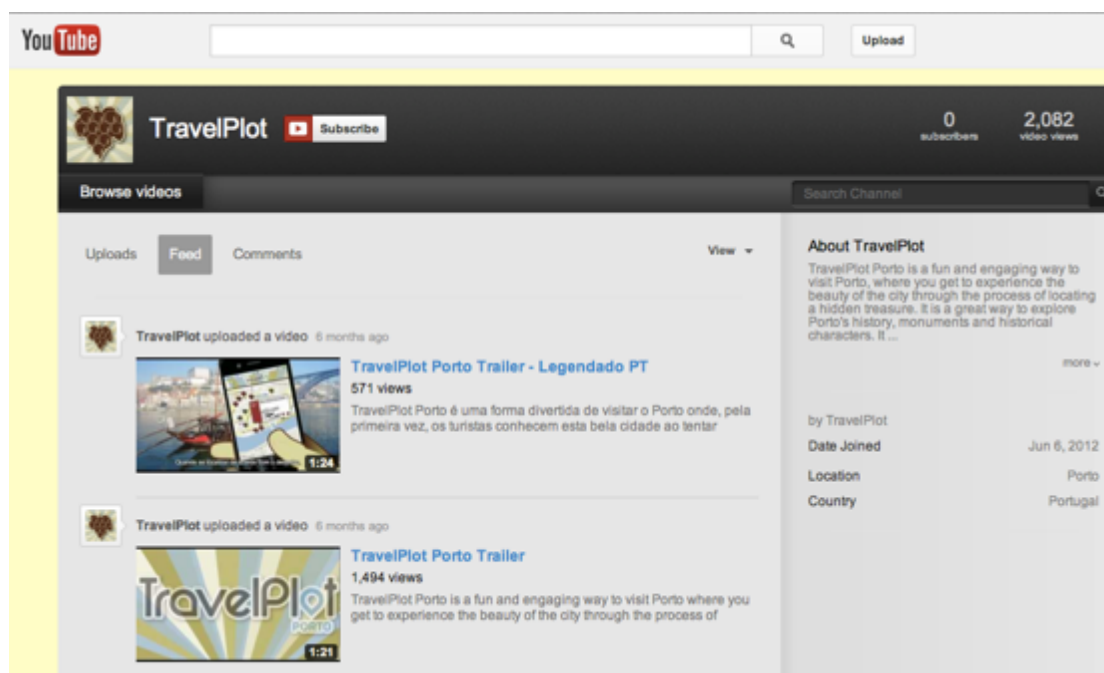 YouTube
Upload
TravelPlot
Subscribe
0
subscribers
2,082
video views
Browse videos
Search Channel
Uploads
Feed
Comments
View
TravelPlot uploaded a video 6 months ago
TravelPlot Porto Trailer - Legendado PT
571 views
TravelPlot Porto é uma forma divertida de visitar o Porto onde, pela
primeira vez, os turistas conhecem esta bela cidade ao tentar
1:24
TravelPlot uploaded a video 6 months ago
TravelPlot Porto Trailer
1,494 views
TravelPlot Porto is a fun and engaging way to visit Porto where you
get to experience the beauty of the city through the process of
TravelPlot
PORTO
1:21
About TravelPlot
TravelPlot Porto is a fun and engaging way to
visit Porto, where you get to experience the
beauty of the city through the process of locating
a hidden treasure. It is a great way to explore
Porto's history, monuments and historical
characters. It ...
more
by TravelPlot
Date Joined Jun 6, 2012
Location Porto
Country Portugal